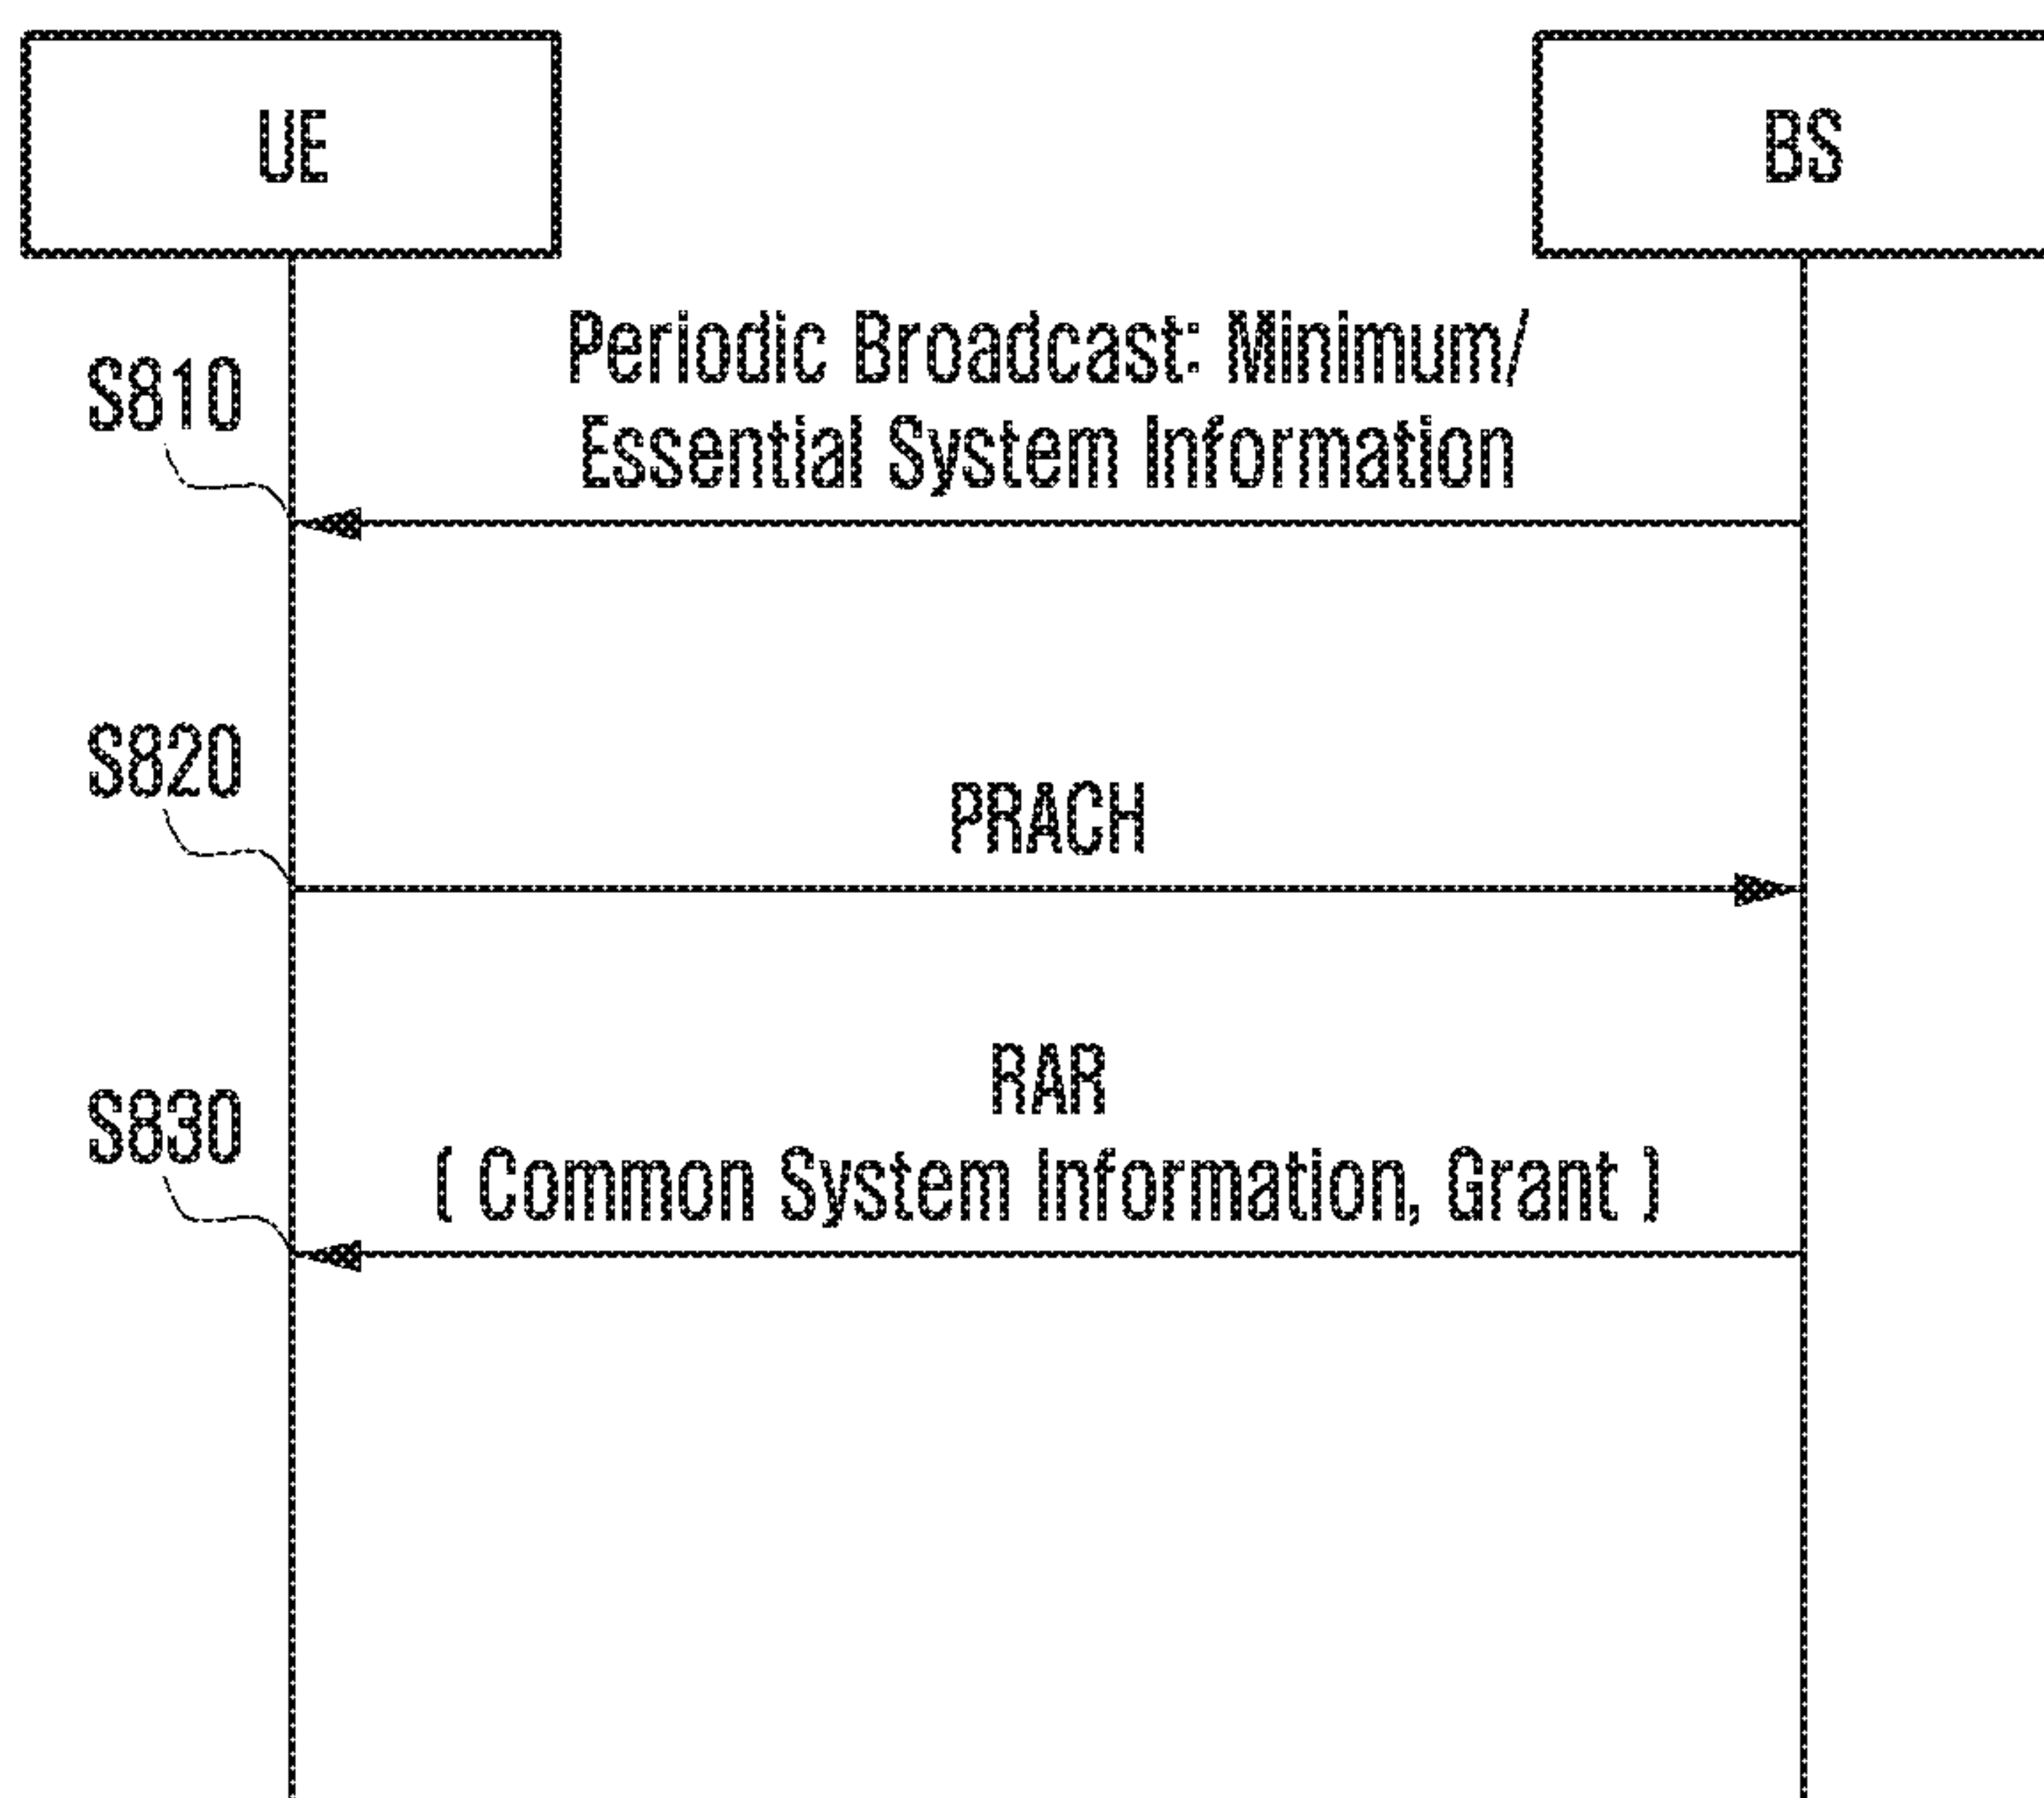 UE
BS
Periodic Broadcast: Minimum/
Essential System Information
S810
PRACH
S820
RAR
( Common System Information, Grant )
S830